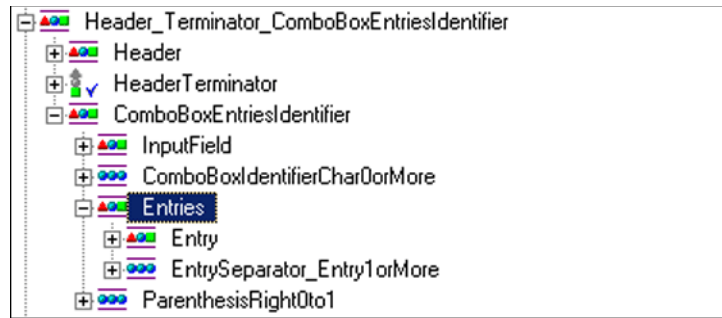 Header_Terminator_ComboBoxEntriesIdentifier
Header
HeaderTerminator
ComboBoxEntriesIdentifier
InputField
ComboBoxIdentifierChar0orMore
Entries
Entry
EntrySeparator_Entry1orMore
ParenthesisRight0to1